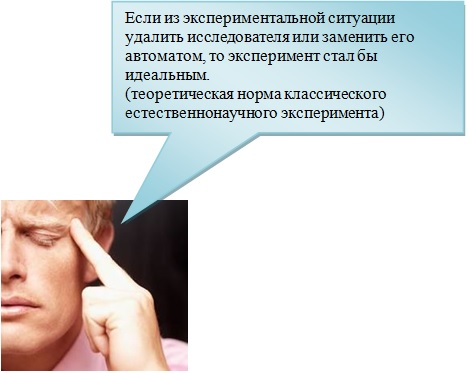 Если из экспериментальной ситуации
удалить исследователя или заменить его
автоматом, то эксперимент стал бы
идеальным.
(теоретическая норма классического
естественнонаучного эксперимента)